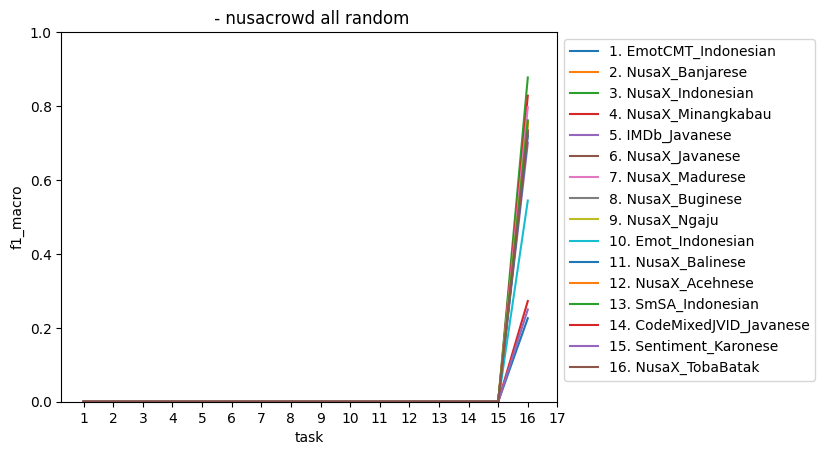 - nusacrowd all random
1.0
0.8
0.6
0.4
0.2
0.0
f1_macro
1 2 3 4 5 6 7 8 9 10 11 12 13 14 15 16 17
task
1. EmotCMT_Indonesian
2. NusaX_Banjarese
3. NusaX_Indonesian
4. NusaX_Minangkabau
5. IMDb_Javanese
6. NusaX_Javanese
7. NusaX_Madurese
8. NusaX_Buginese
9. NusaX_Ngaju
10. Emot_Indonesian
11. NusaX_Balinese
12. NusaX_Acehnese
13. SmSA_Indonesian
14. CodeMixedJVID_Javanese
15. Sentiment_Karonese
16. NusaX_TobaBatak